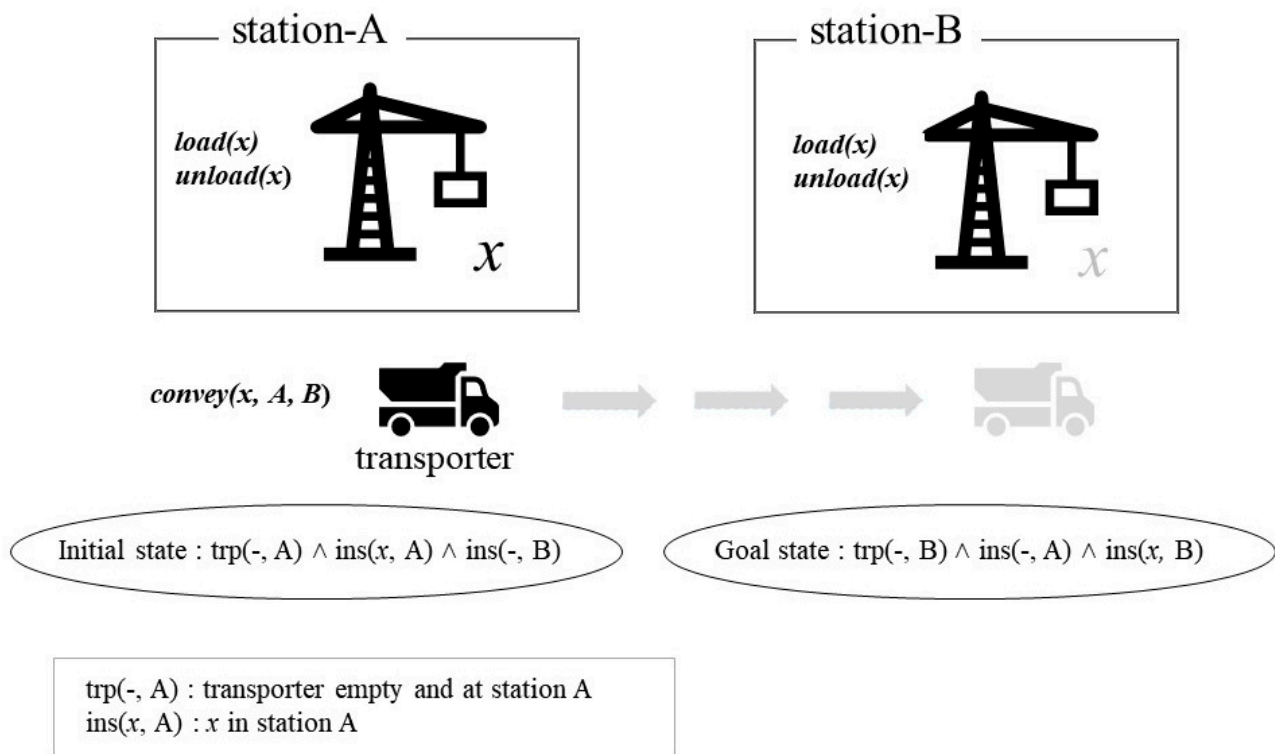 station-A
station-B
load(x)
unload(x)
x
load(x)
unload(x)
x
convey(x, A, B)
transporter
Initial state : trp(-, A) ∧ ins(x, A) ∧ ins(-, B)
Goal state : trp(-, B) ∧ ins(-, A) ∧ ins(x, B)
trp(-, A) : transporter empty and at station A
ins(x, A) : x in station A